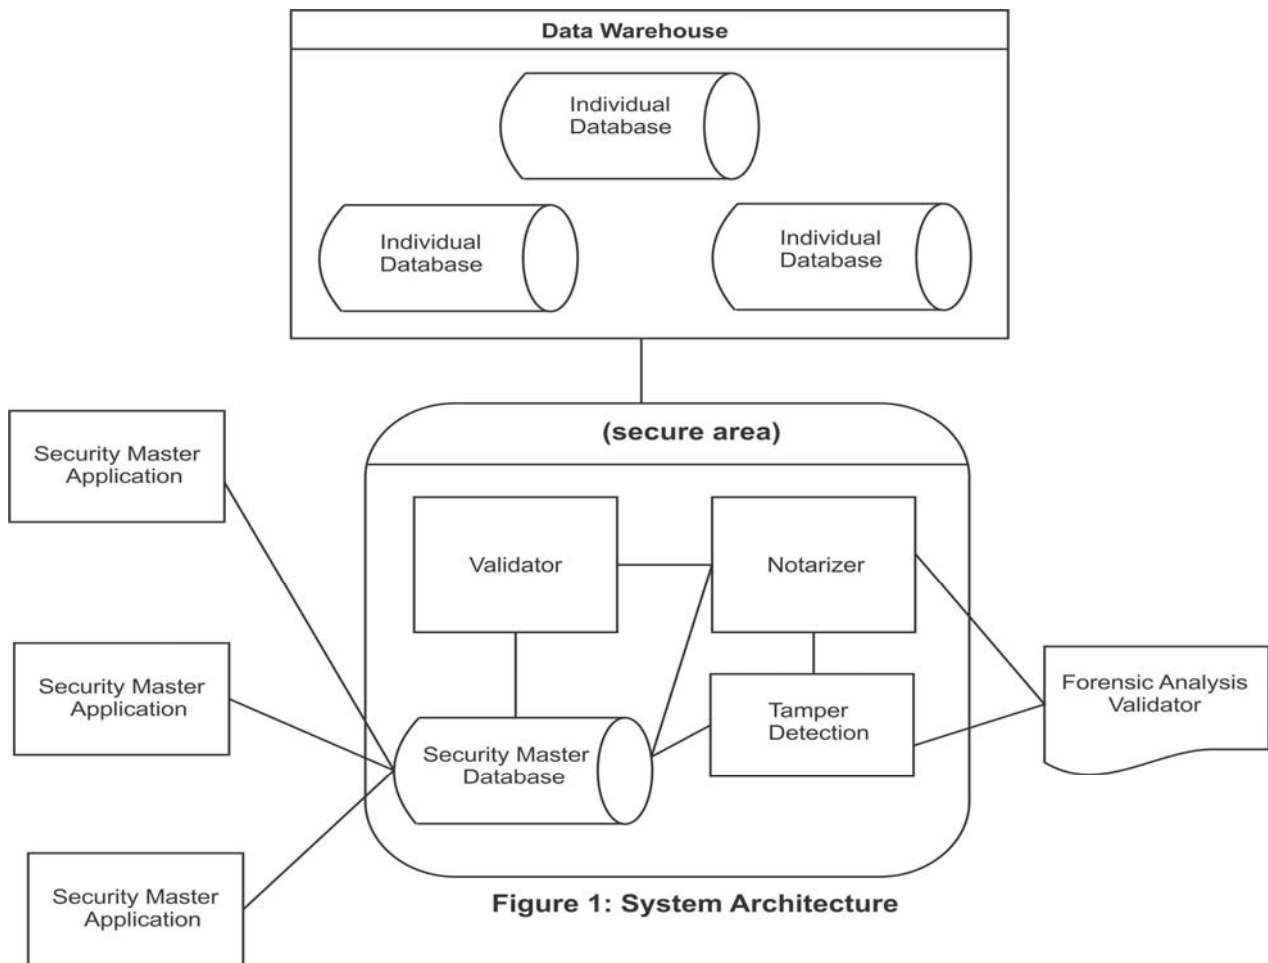 Data Warehouse
Individual
Database
Individual
Database
Individual
Database
(secure area)
Security Master
Application
Validator
Notarizer
Security Master
Application
Forensic Analysis
Validator
Tamper
Detection
Security Master
Database
Security Master
Application
Figure 1: System Architecture